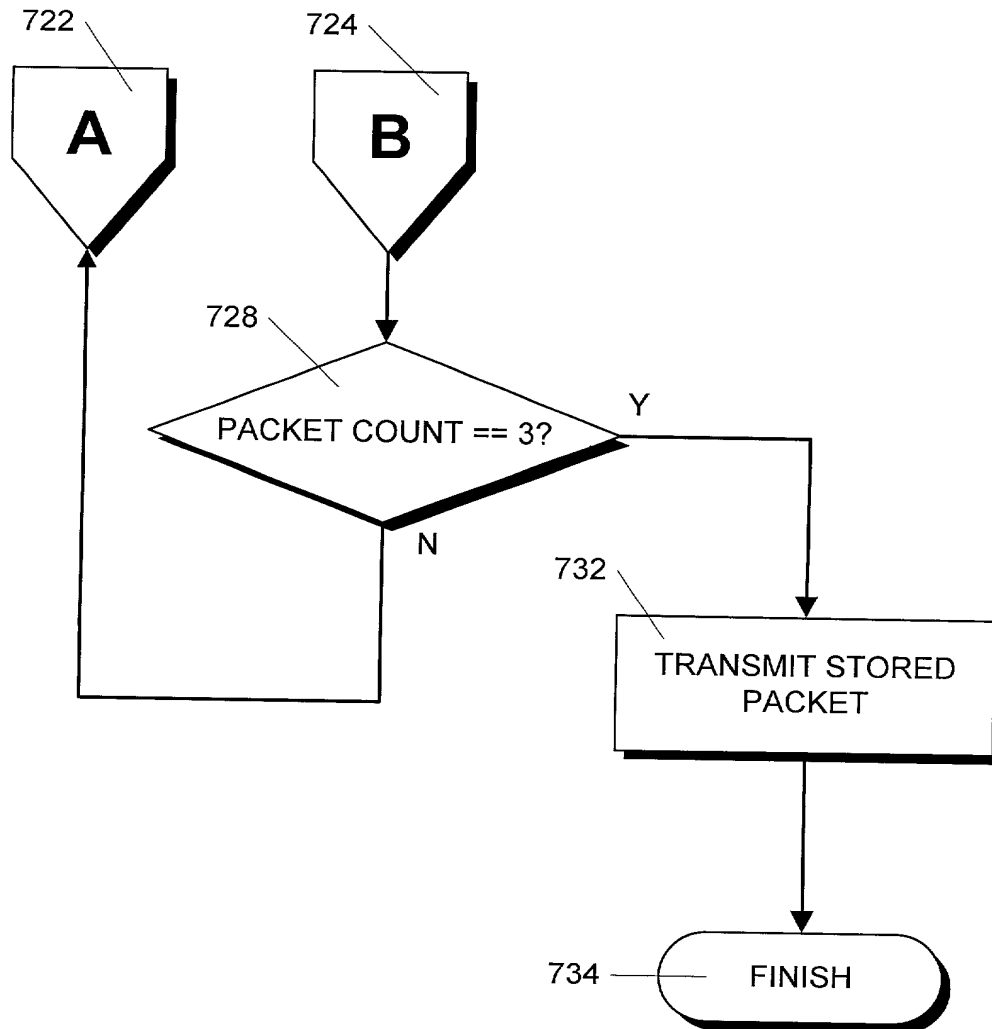 722
724
A
B
728
PACKET COUNT == 3?
Y
N
732
TRANSMIT STORED
PACKET
734
FINISH